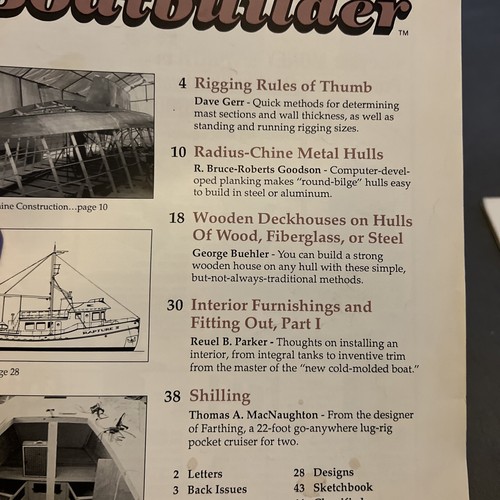 Boatbuilder™
4 Rigging Rules of Thumb
Dave Gerr - Quick methods for determining
mast sections and wall thickness, as well as
standing and running rigging sizes.
10 Radius-Chine Metal Hulls
R. Bruce-Roberts Goodson - Computer-devel-
oped planking makes "round-bilge" hulls easy
to build in steel or aluminum.
ine Construction...page 10
18 Wooden Deckhouses on Hulls
Of Wood, Fiberglass, or Steel
George Buehler - You can build a strong
wooden house on any hull with these simple,
but-not-always-traditional methods.
RAPTURE II
ge 28
30 Interior Furnishings and
Fitting Out, Part I
Reuel B. Parker - Thoughts on installing an
interior, from integral tanks to inventive trim
from the master of the "new cold-molded boat."
38 Shilling
Thomas A. MacNaughton - From the designer
of Farthing, a 22-foot go-anywhere lug-rig
pocket cruiser for two.
2 Letters
3 Back Issues
28 Designs
43 Sketchbook